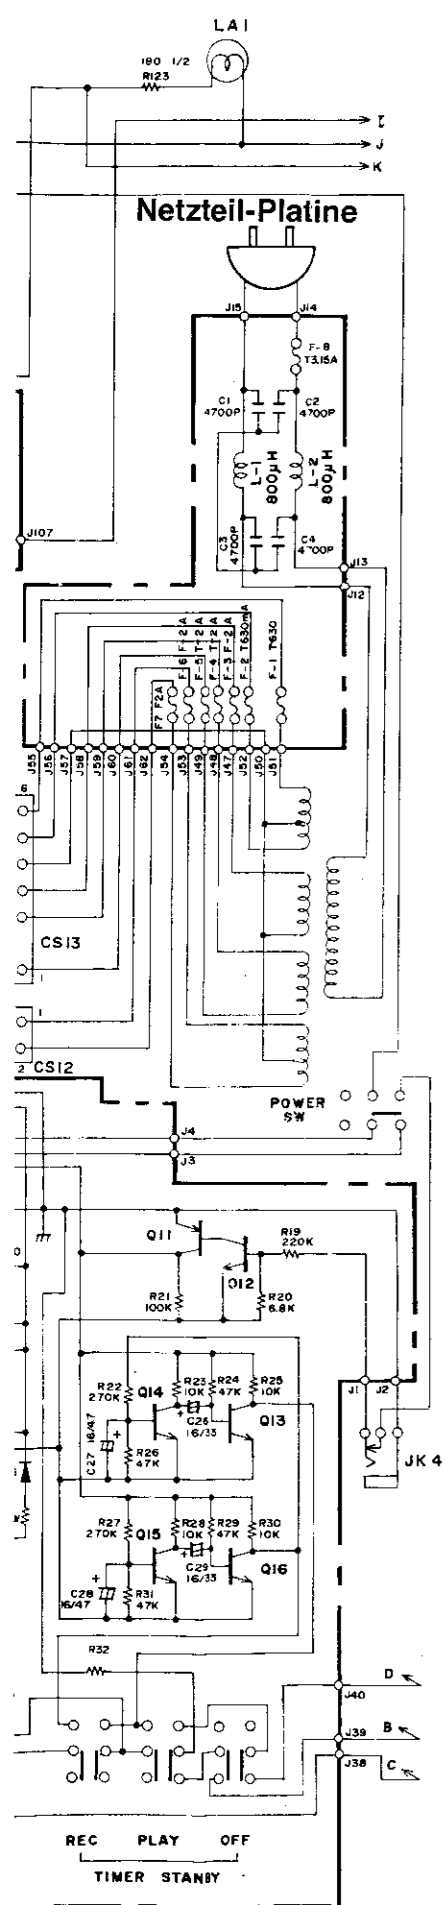 LA1
180 1/2
R123
I
J
K
Netzteil-Platine
J15
J14
F-8
T3.15A
C1
4700P
C2
4700P
L-1
800μH
L-2
800μH
C3
4700P
C4
4700P
J107
J13
J12
F7 F2A
F-6 F-2 A
F-5 T-2 A
F-4 T-2 A
F-3 F-2 A
F-2 T630mA
F-1 T630
J55
J56
J57
J58
J59
J60
J61
J62
J54
J53
J49
J48
J47
J52
J50
J51
6
CS13
1
1
2
CS12
POWER
SW
J4
J3
Q11
Q12
R19
220K
R21
100K
R20
6.8K
R22
270K
Q14
R23
10K
R24
47K
R25
10K
C27 16/47
R26
47K
C26
16/33
Q13
J1
J2
JK4
R27
270K
Q15
R28
10K
R29
47K
R30
10K
C28
16/47
R31
47K
C29
16/33
Q16
R32
D
J40
B
J39
C
J38
REC PLAY OFF
TIMER STANBY